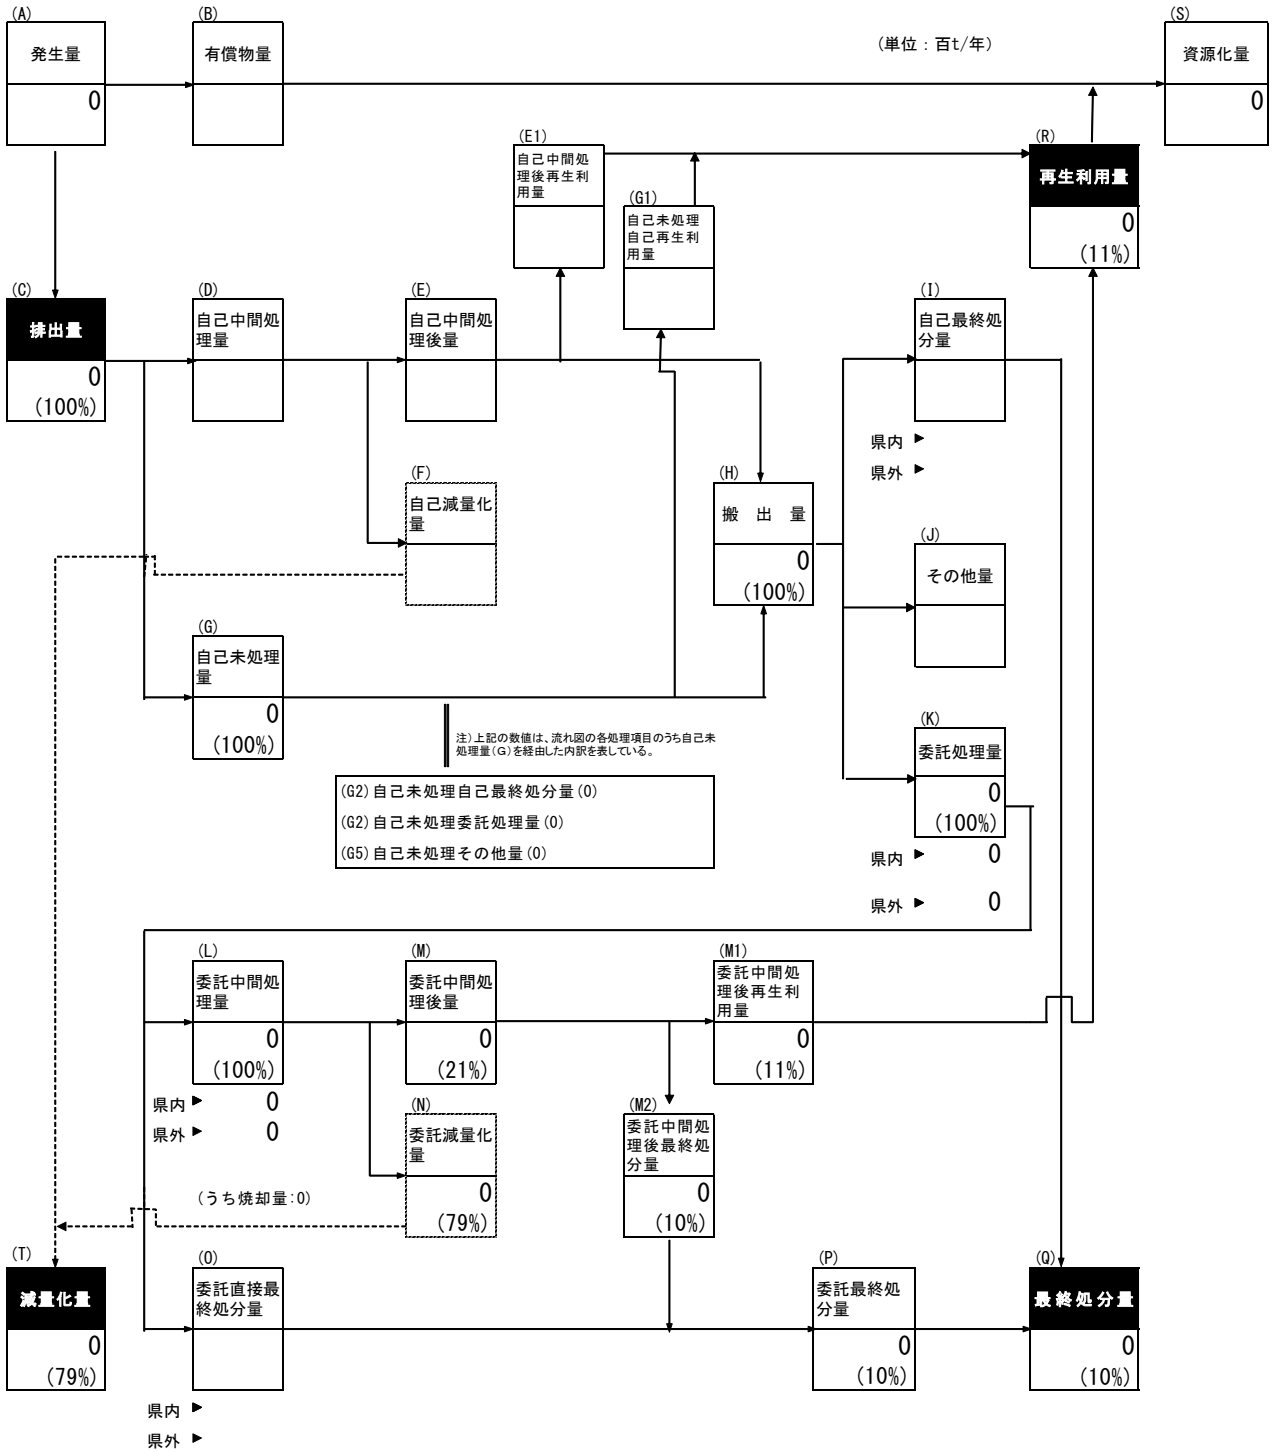 (A)
発生量
0
(B)
有償物量
(単位：百t/年)
(S)
資源化量
0
(E1)
自己中間処
理後再生利
用量
(G1)
自己未処理
自己再生利
用量
(R)
再生利用量
0
(11%)
(C)
排出量
0
(100%)
(D)
自己中間処
理量
(E)
自己中間処
理後量
(I)
自己最終処
分量
県内 ▶
県外 ▶
(F)
自己減量化
量
(H)
搬　出　量
0
(100%)
(J)
その他量
(G)
自己未処理
量
0
(100%)
注)上記の数値は、流れ図の各処理項目のうち自己未
処理量(G)を経由した内訳を表している。
(G2)自己未処理自己最終処分量(0)
(G2)自己未処理委託処理量(0)
(G5)自己未処理その他量(0)
(K)
委託処理量
0
(100%)
県内 ▶ 0
県外 ▶ 0
(L)
委託中間処
理量
0
(100%)
県内 ▶ 0
県外 ▶ 0
(M)
委託中間処
理後量
0
(21%)
(M1)
委託中間処
理後再生利
用量
0
(11%)
(N)
委託減量化
量
0
(79%)
(うち焼却量:0)
(M2)
委託中間処
理後最終処
分量
0
(10%)
(T)
減量化量
0
(79%)
(O)
委託直接最
終処分量
県内 ▶
県外 ▶
(P)
委託最終処
分量
0
(10%)
(Q)
最終処分量
0
(10%)